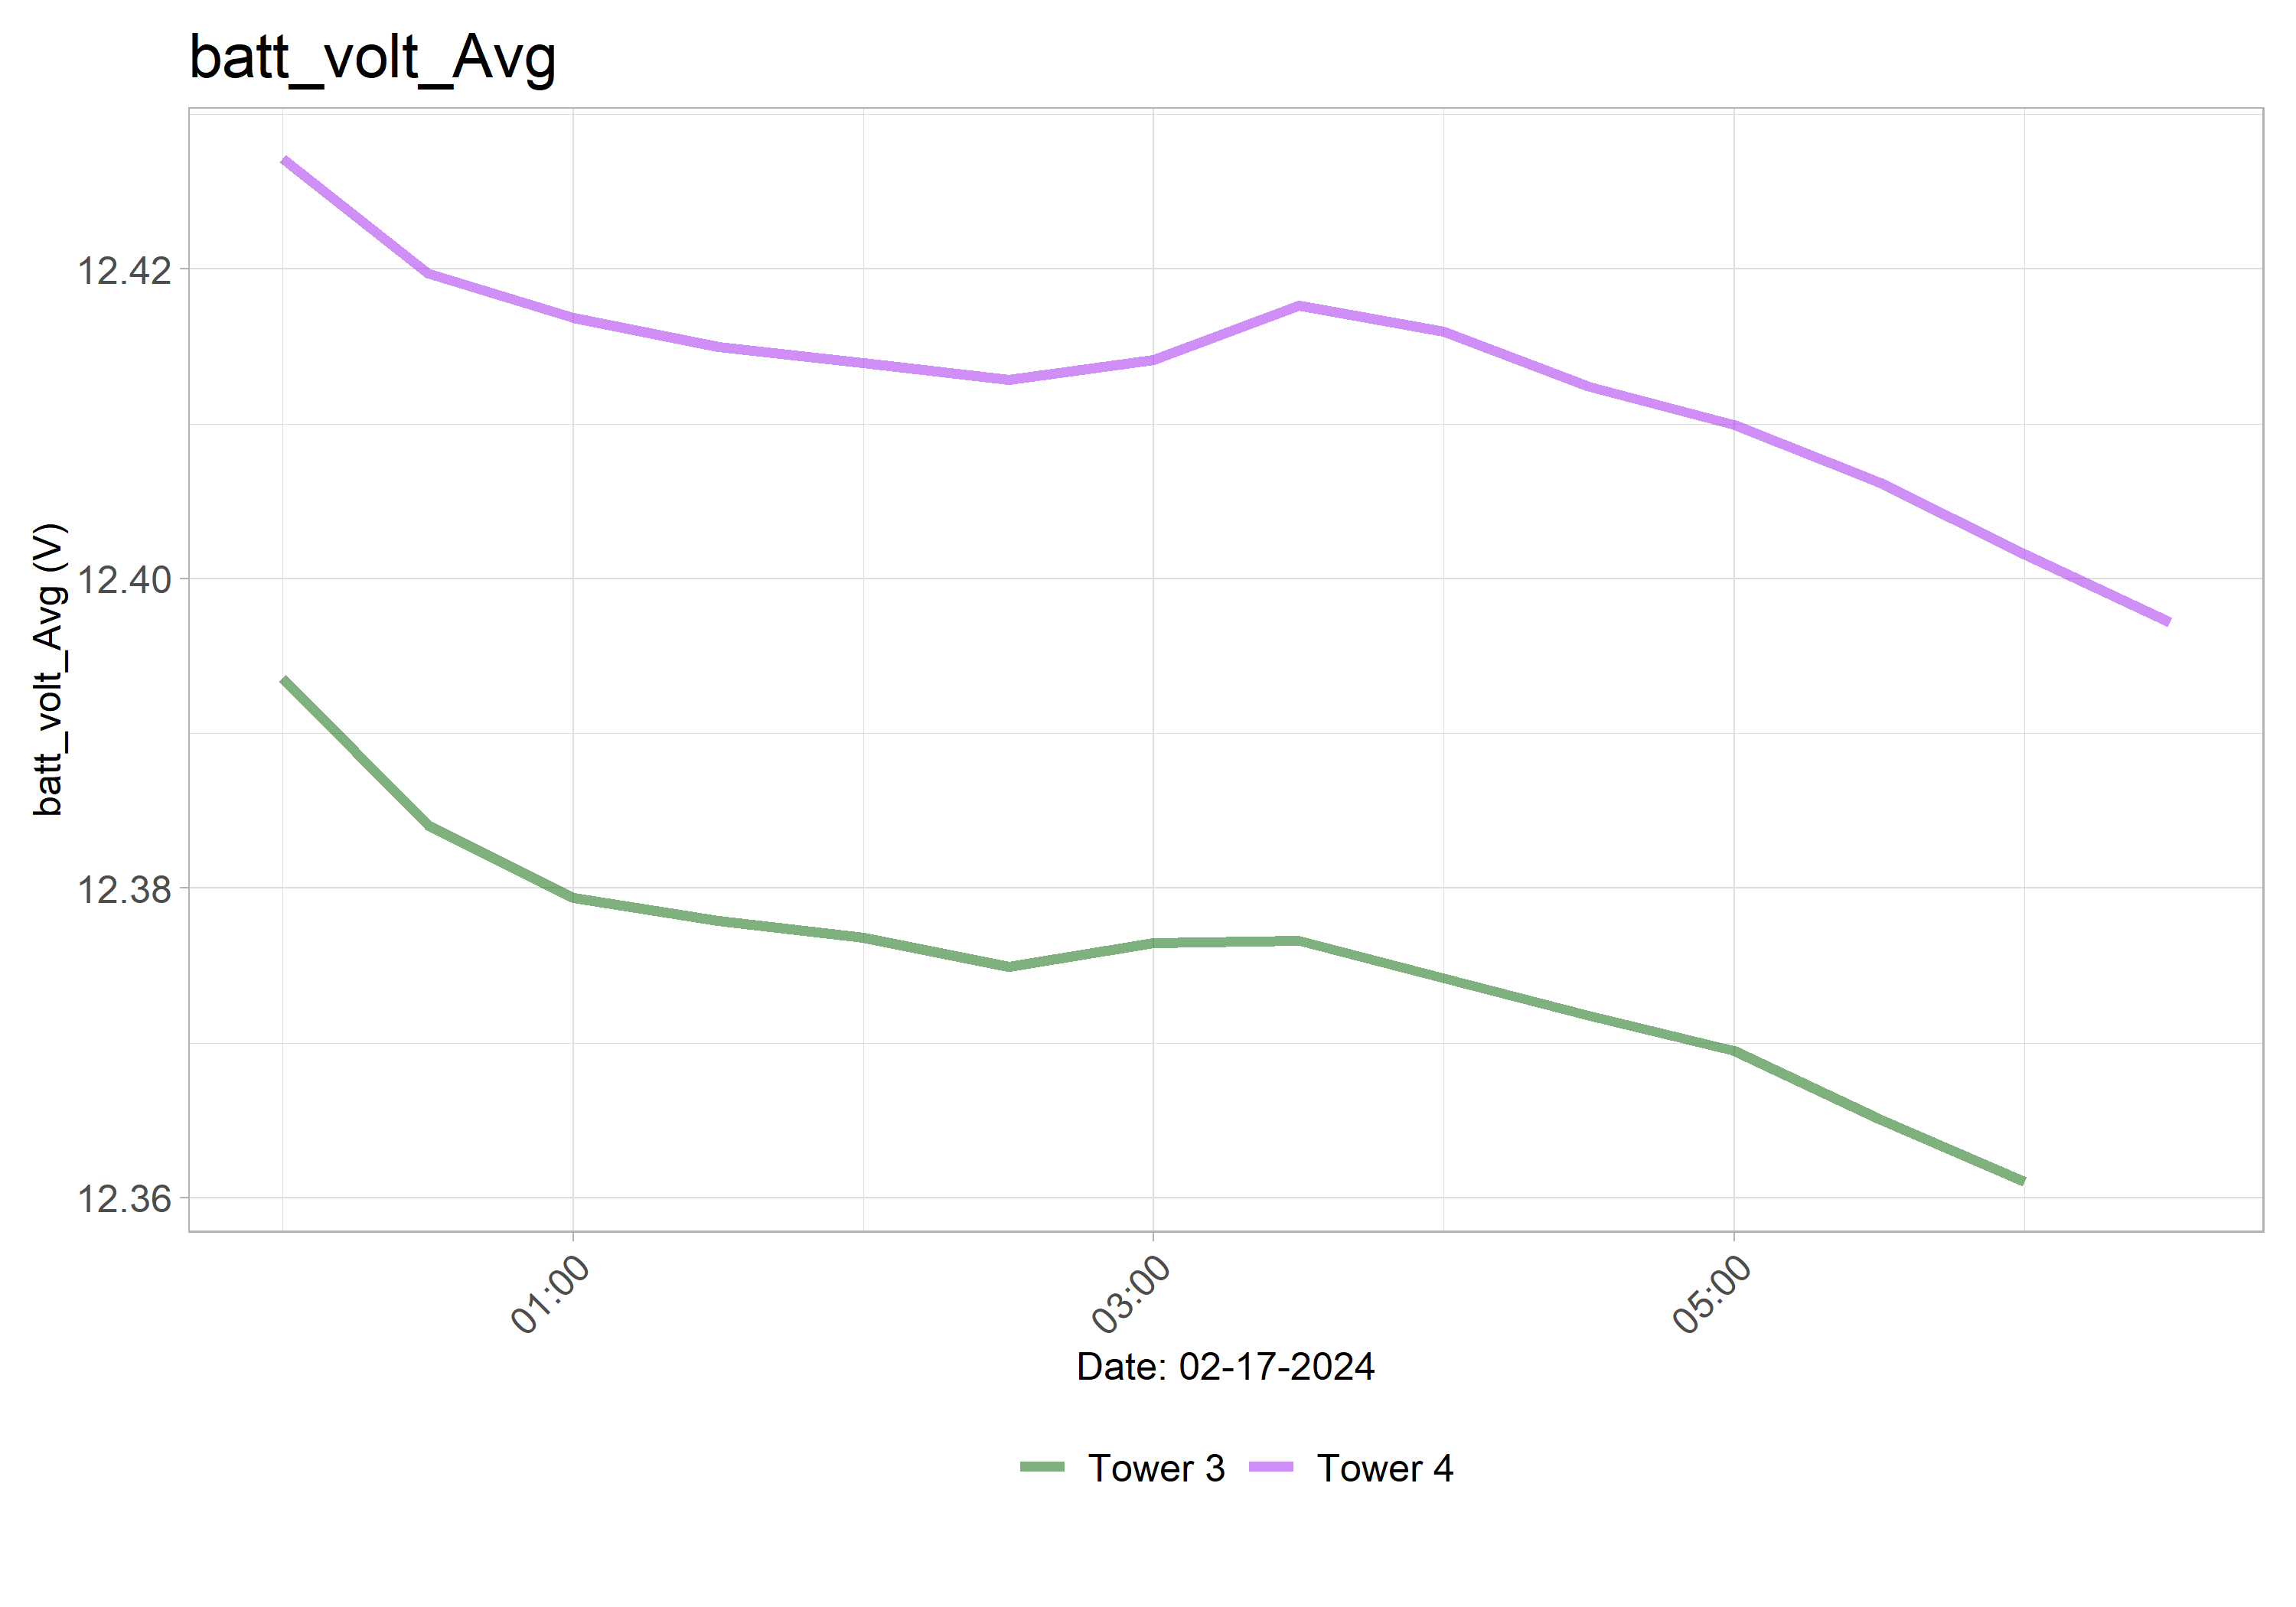 batt_volt_Avg
batt_volt_Avg (V)
12.42
12.40
12.38
12.36
01:00
03:00
05:00
Date: 02-17-2024
Tower 3
Tower 4